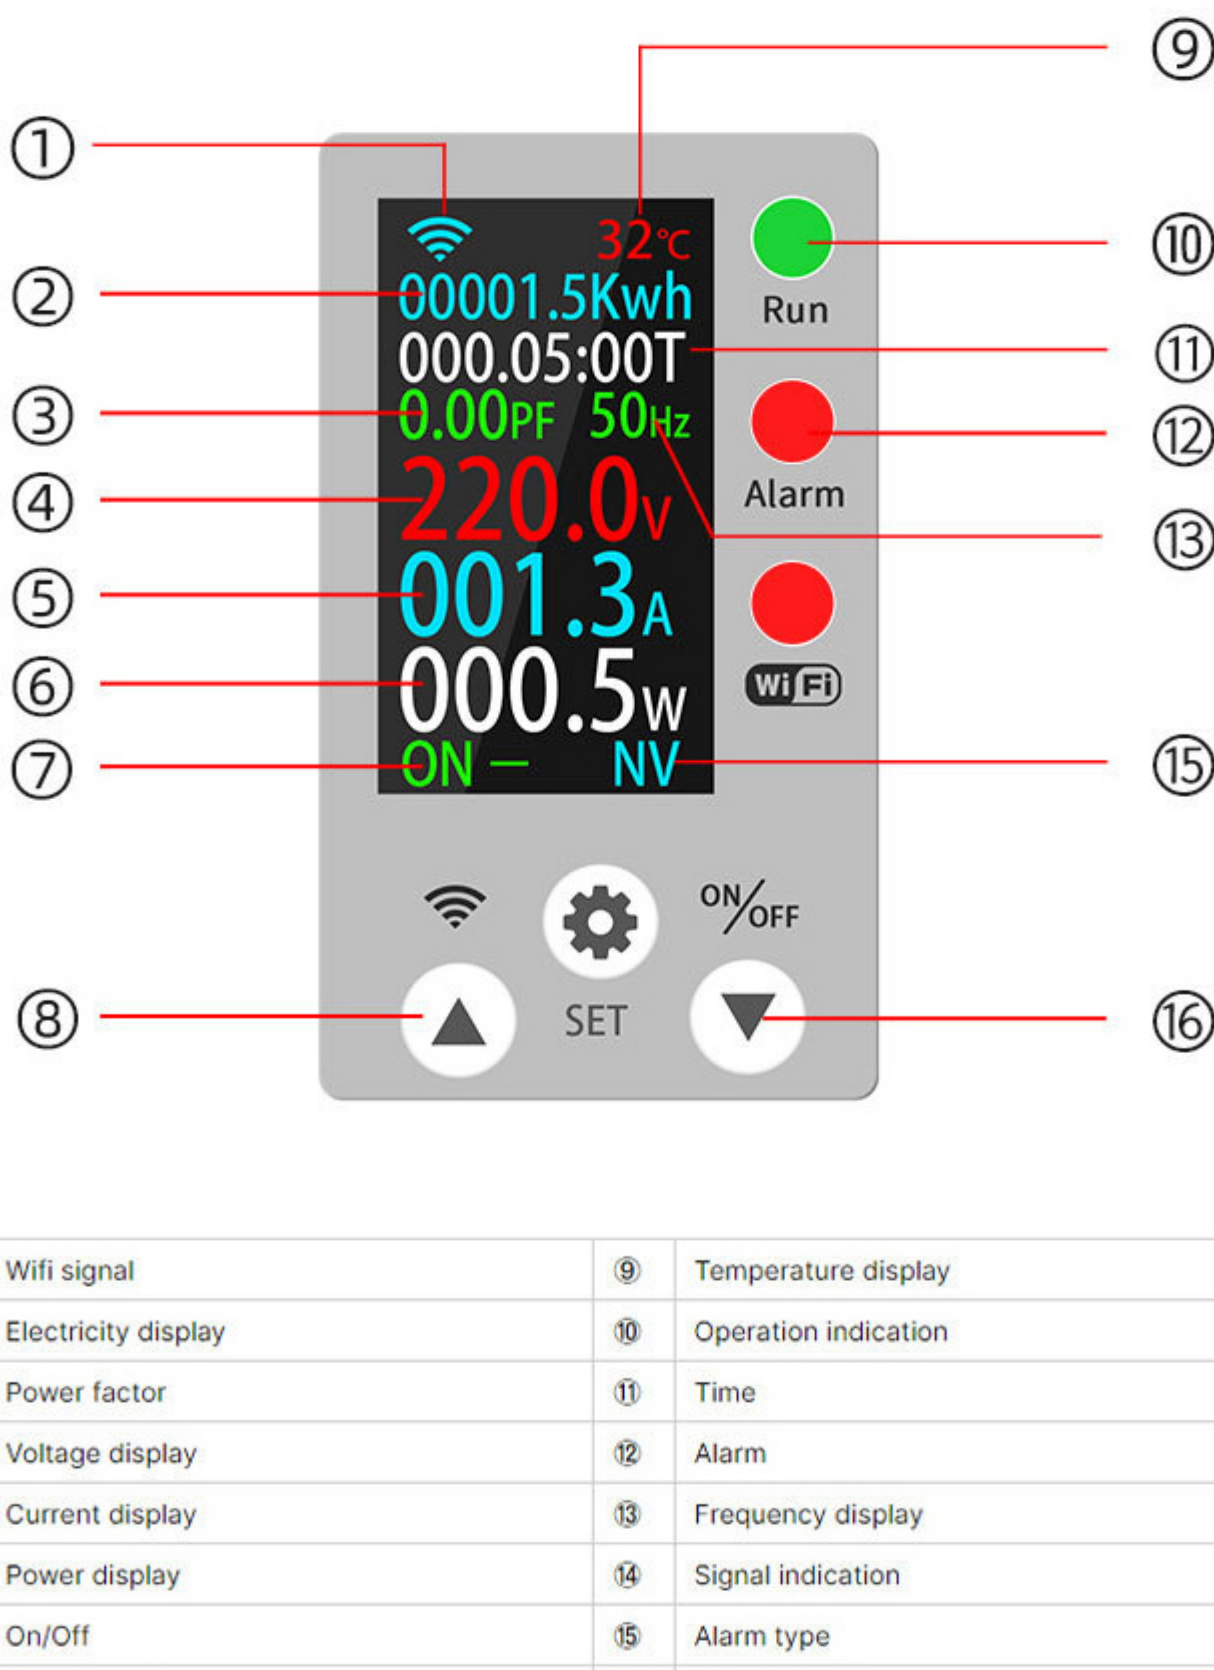 ⑨
①
32℃
⑩
②
00001.5Kwh
Run
000.05:00T
⑪
③
0.00PF 50Hz
⑫
④
220.0V
Alarm
⑬
⑤
001.3A
⑥
000.5W
WiFi
⑦
ON – NV
⑮
ON/OFF
⑧
SET
⑯
Wifi signal ⑨ Temperature display
Electricity display ⑩ Operation indication
Power factor ⑪ Time
Voltage display ⑫ Alarm
Current display ⑬ Frequency display
Power display ⑭ Signal indication
On/Off ⑮ Alarm type